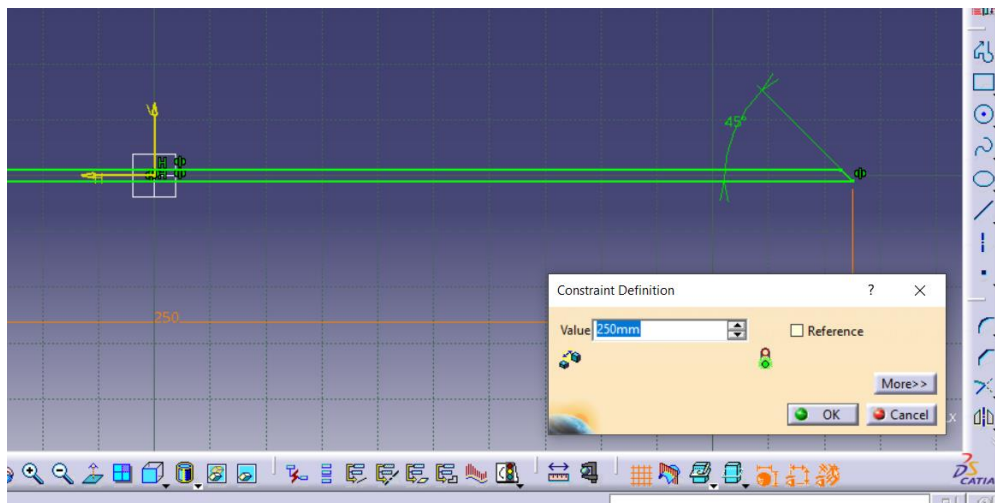 V
H
H
45°
250
Constraint Definition
?
Value 250mm
Reference
More>>
OK
Cancel
x
CATIA